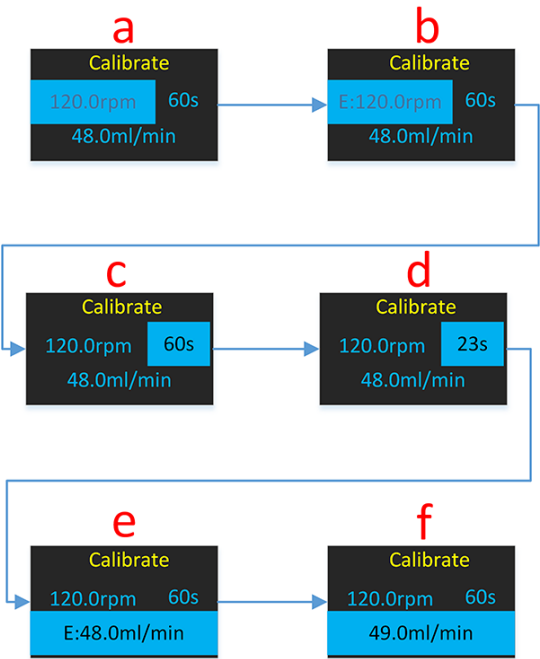 a
Calibrate
120.0rpm 60s
48.0ml/min
b
Calibrate
E:120.0rpm 60s
48.0ml/min
c
Calibrate
120.0rpm 60s
48.0ml/min
d
Calibrate
120.0rpm 23s
48.0ml/min
e
Calibrate
120.0rpm 60s
E:48.0ml/min
f
Calibrate
120.0rpm 60s
49.0ml/min